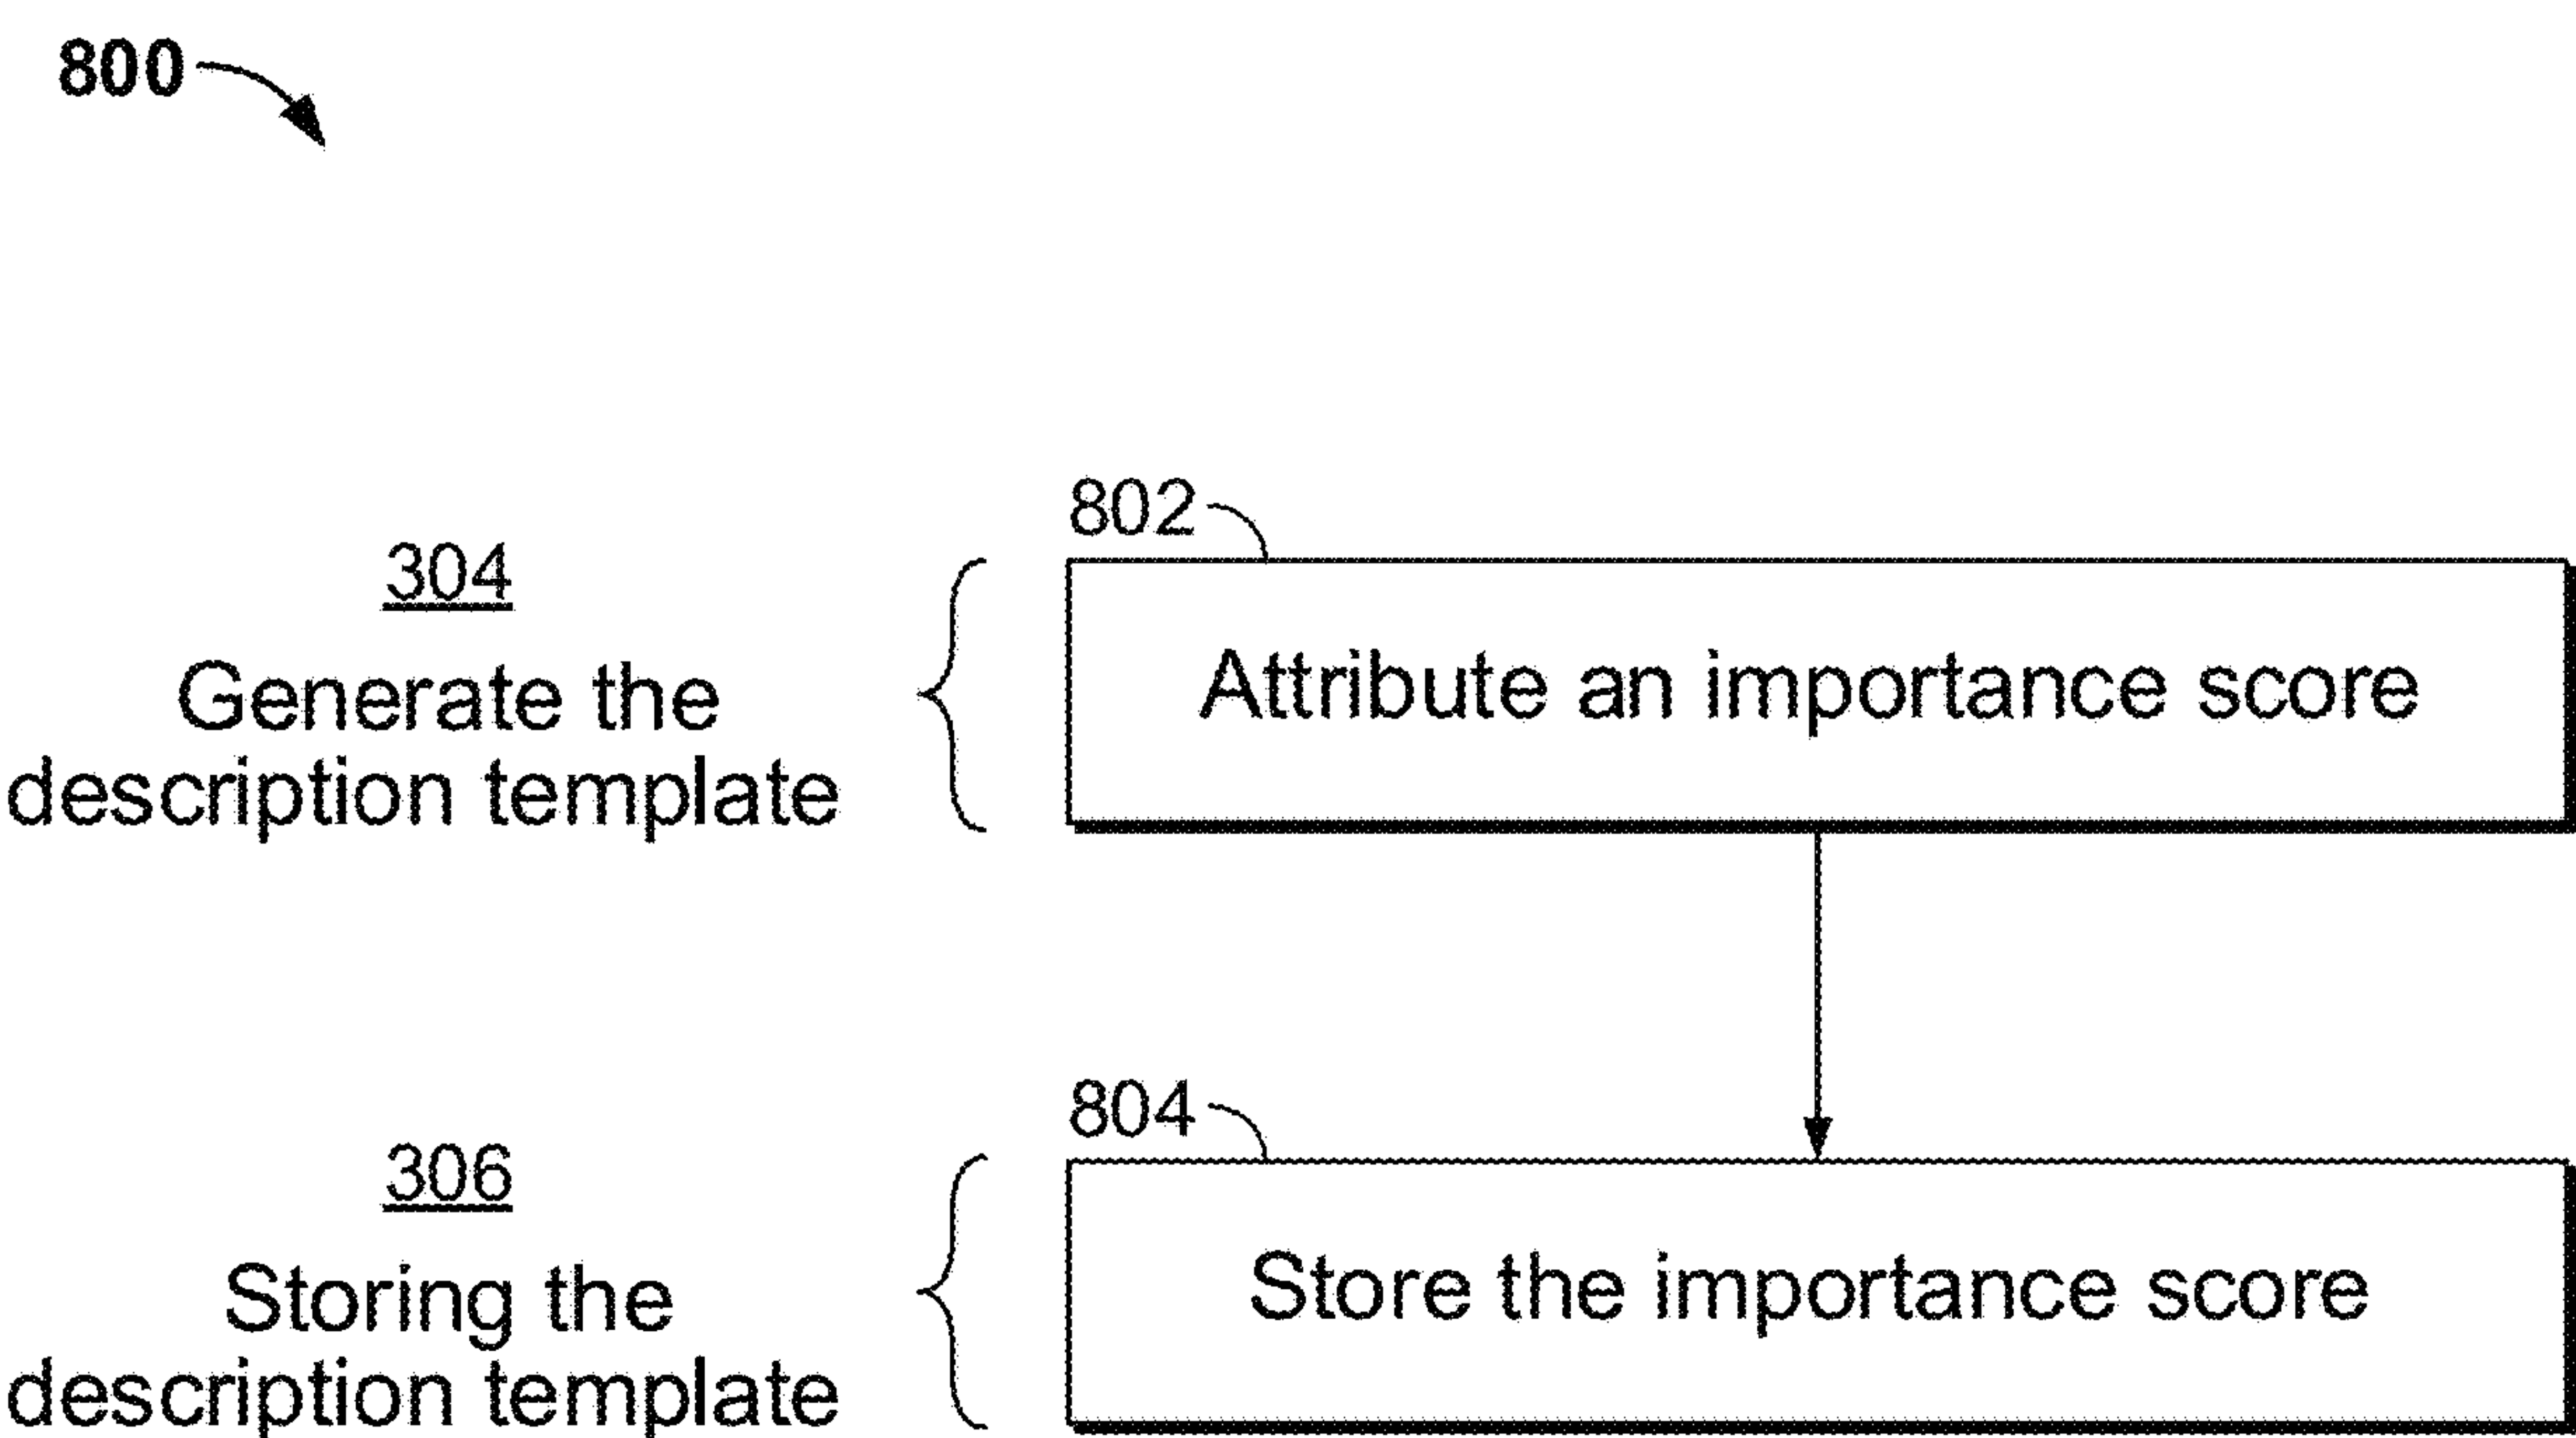 800
802
304
Generate the
description template
Attribute an importance score
804
306
Storing the
description template
Store the importance score